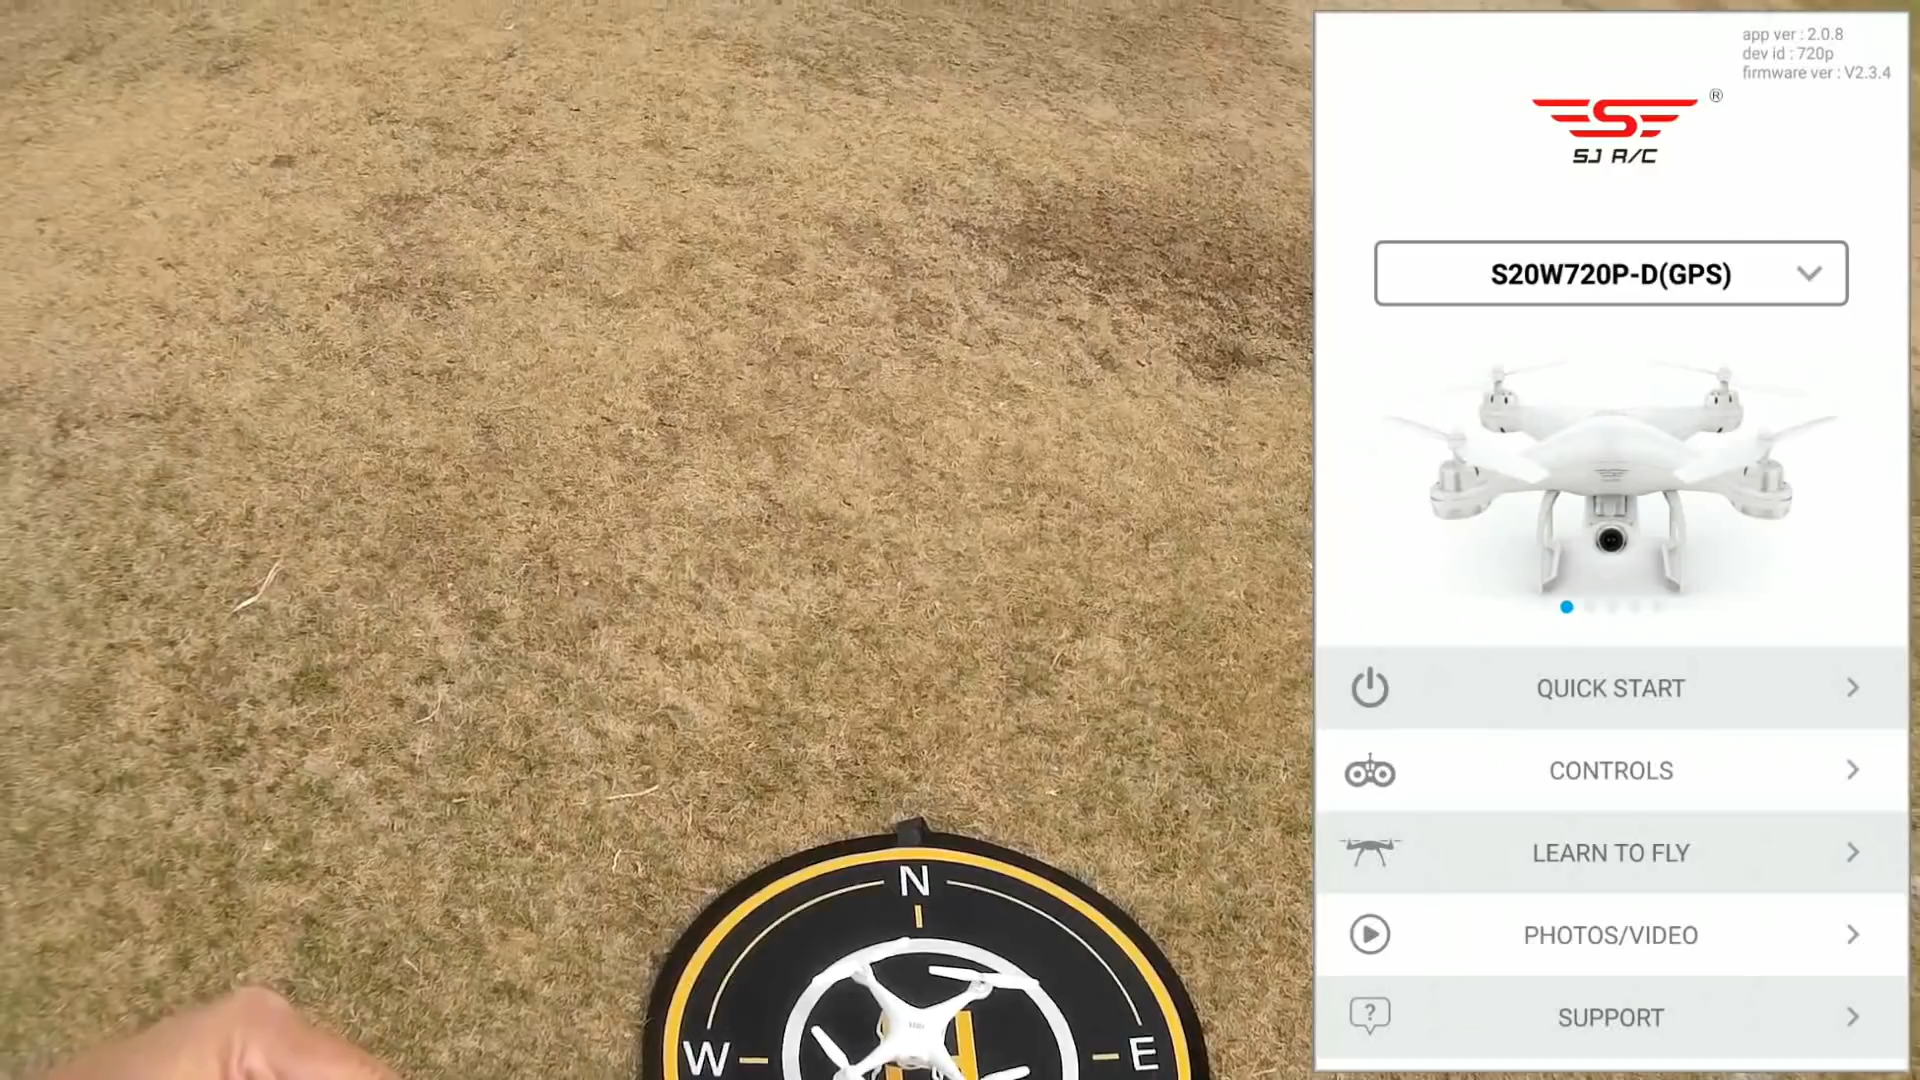 app ver : 2.0.8
dev id : 720p
firmware ver : V2.3.4
®
SJ R/C
S20W720P-D(GPS)
QUICK START
CONTROLS
LEARN TO FLY
PHOTOS/VIDEO
? SUPPORT
N
W
E
H